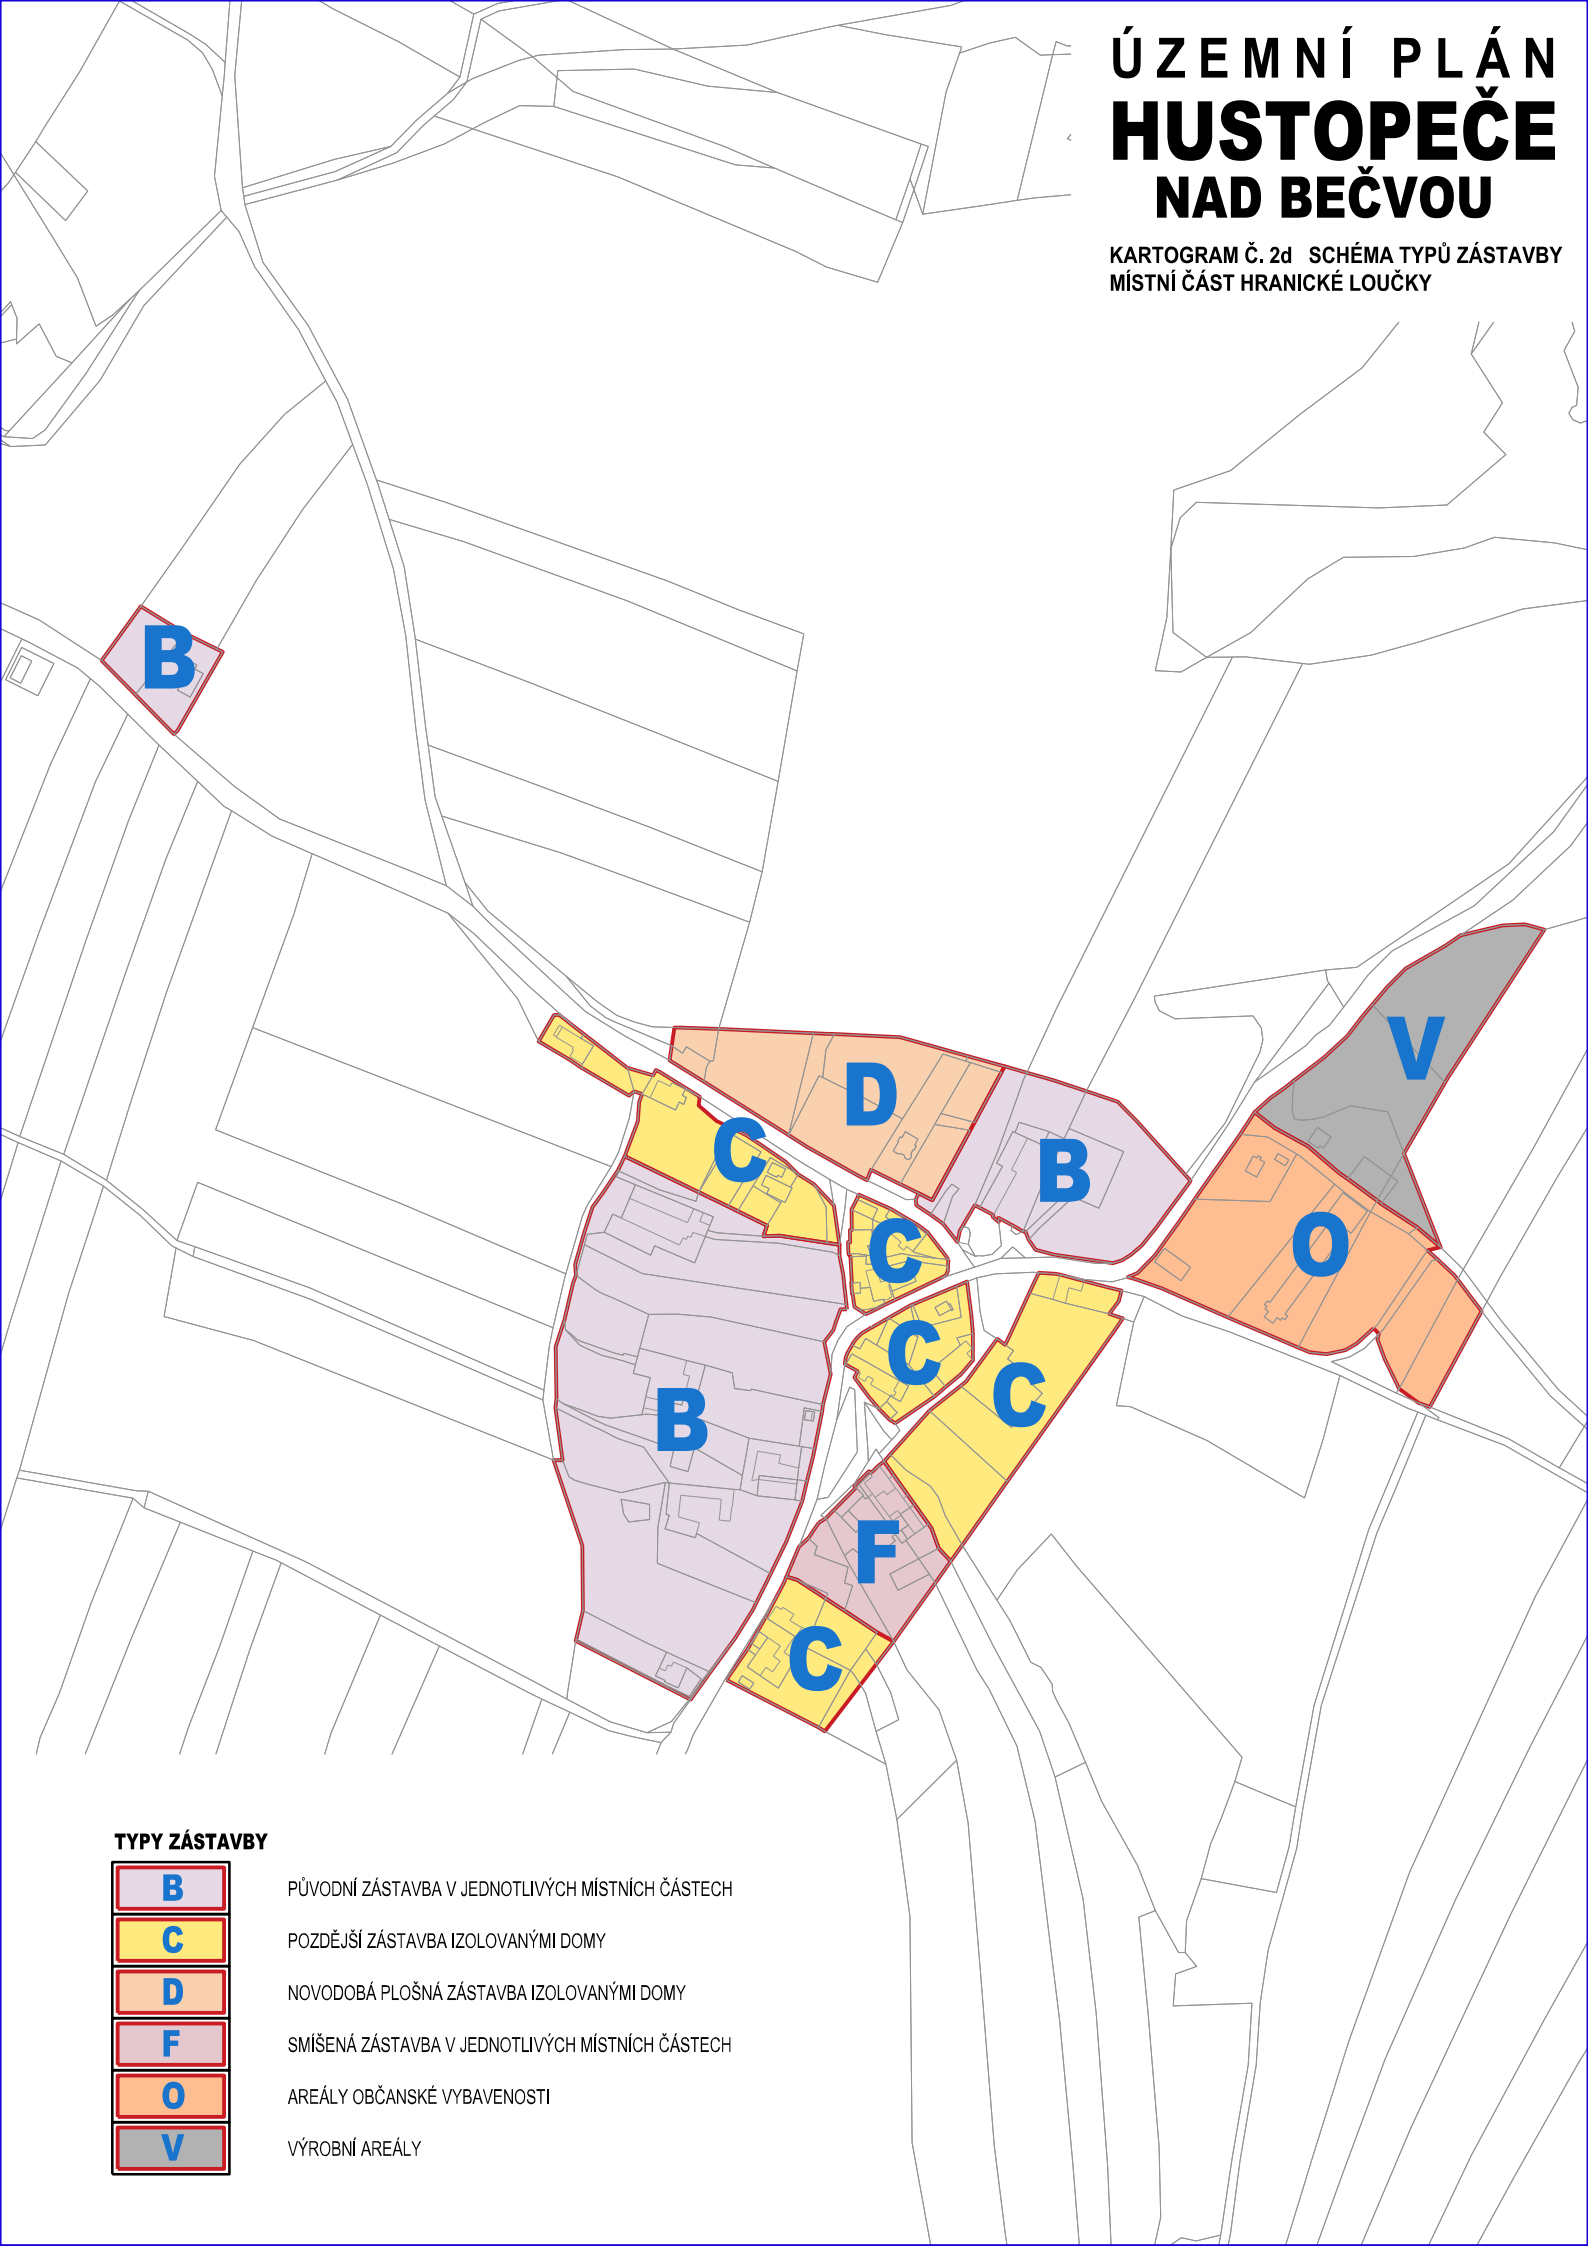 ÚZEMNÍ PLÁN
HUSTOPEČE
NAD BEČVOU
KARTOGRAM Č. 2d SCHÉMA TYPŮ ZÁSTAVBY
MÍSTNÍ ČÁST HRANICKÉ LOUČKY
B
V
D
C
B
O
C
C
C
B
F
C
TYPY ZÁSTAVBY
B PŮVODNÍ ZÁSTAVBA V JEDNOTLIVÝCH MÍSTNÍCH ČÁSTECH
C POZDĚJŠÍ ZÁSTAVBA IZOLOVANÝMI DOMY
D NOVODOBÁ PLOŠNÁ ZÁSTAVBA IZOLOVANÝMI DOMY
F SMÍŠENÁ ZÁSTAVBA V JEDNOTLIVÝCH MÍSTNÍCH ČÁSTECH
O AREÁLY OBČANSKÉ VYBAVENOSTI
V VÝROBNÍ AREÁLY